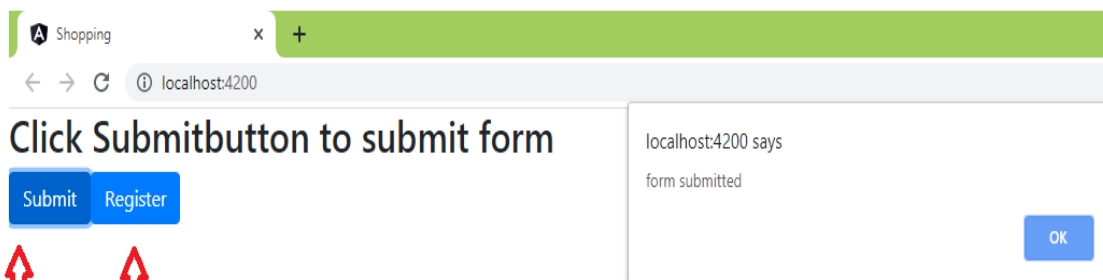 Shopping
localhost:4200
Click Submitbutton to submit form
Submit Register
localhost:4200 says
form submitted
OK